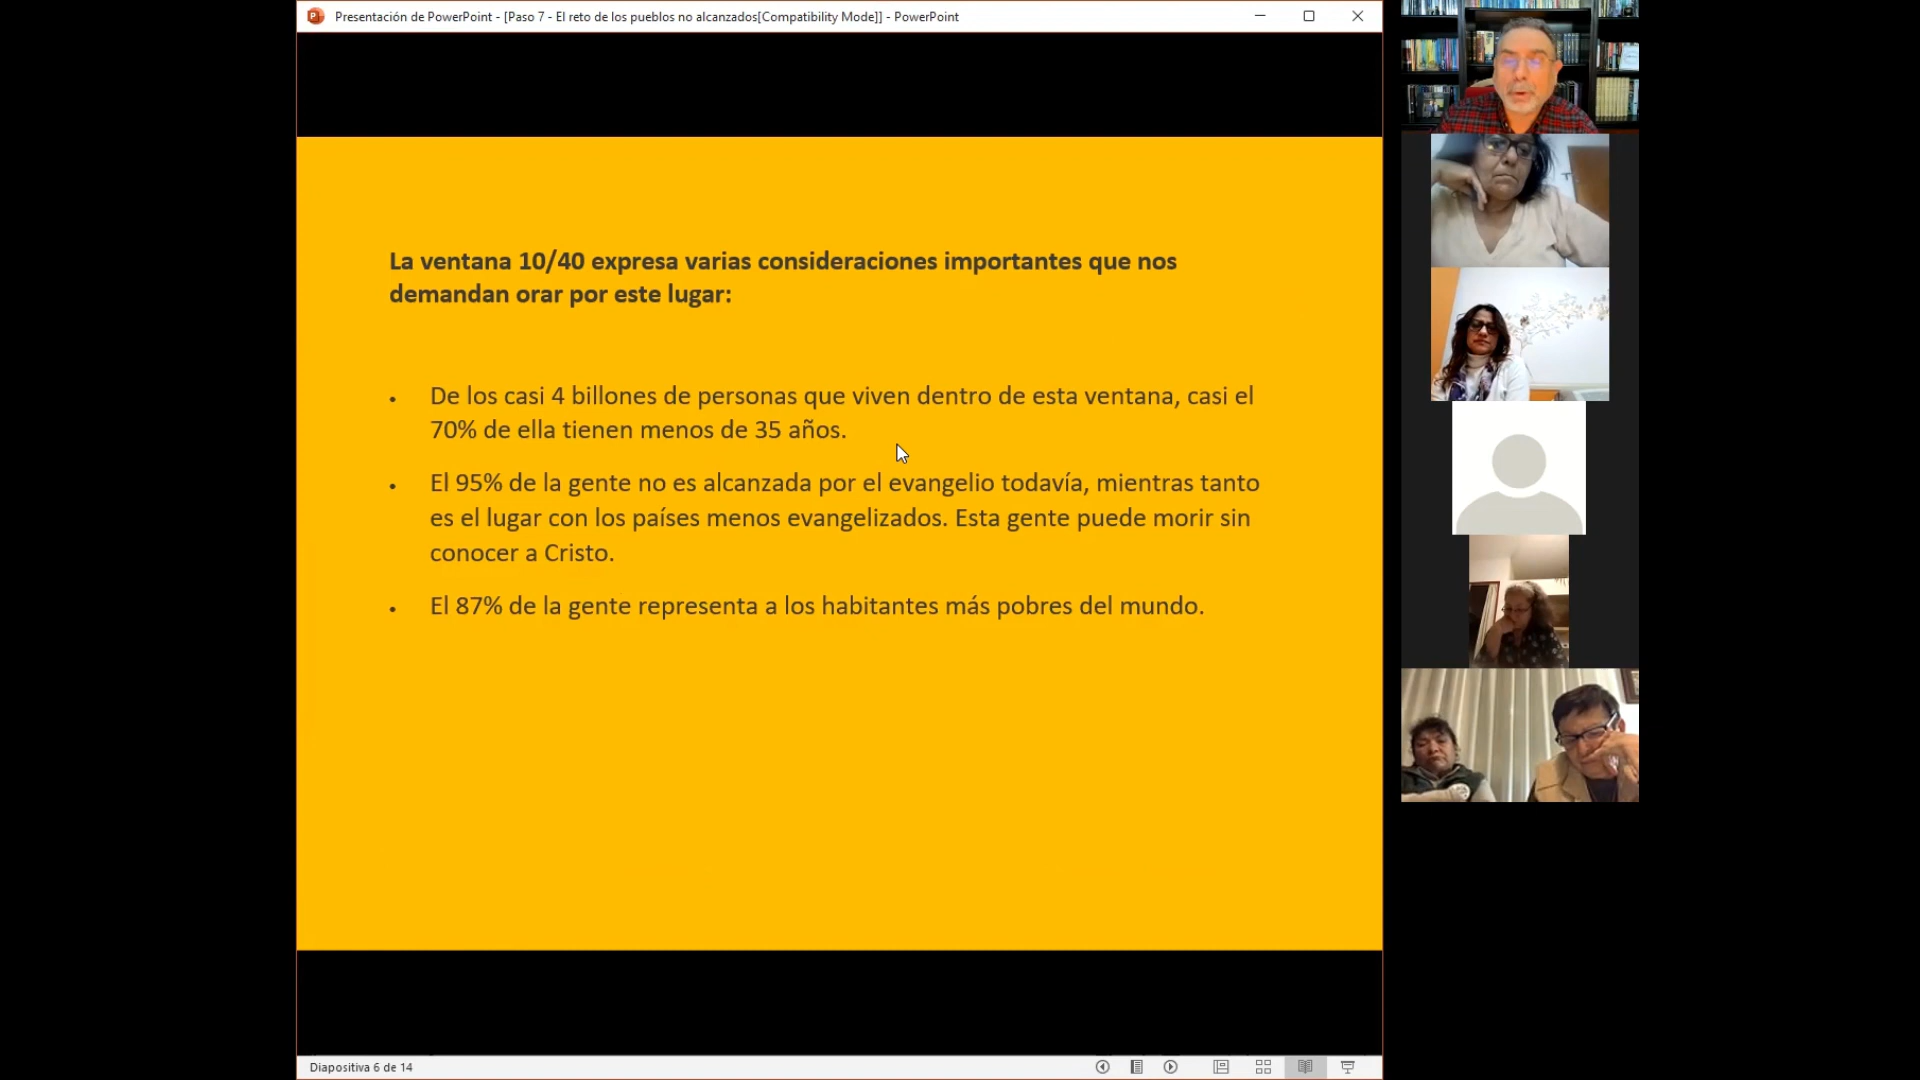 Presentación de PowerPoint - [Paso 7 - El reto de los pueblos no alcanzados[Compatibility Mode]] - PowerPoint
La ventana 10/40 expresa varias consideraciones importantes que nos
demandan orar por este lugar:
• De los casi 4 billones de personas que viven dentro de esta ventana, casi el
70% de ella tienen menos de 35 años.
• El 95% de la gente no es alcanzada por el evangelio todavía, mientras tanto
es el lugar con los países menos evangelizados. Esta gente puede morir sin
conocer a Cristo.
• El 87% de la gente representa a los habitantes más pobres del mundo.
Diapositiva 6 de 14